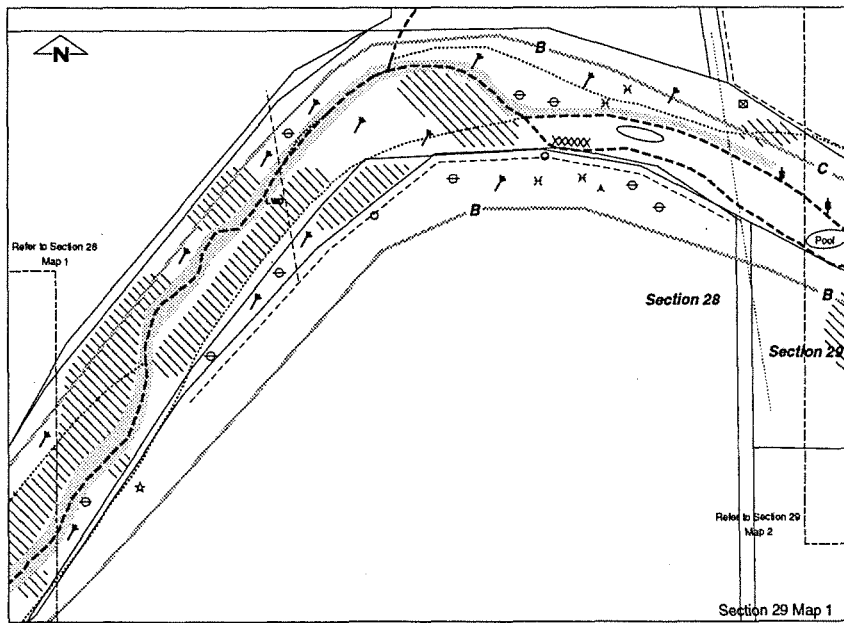 B
N
C
LWD
Refer to Section 28
Map 1
B
Pool
B
Section 28
Section 29
Refer to Section 29
Map 2
Section 29 Map 1